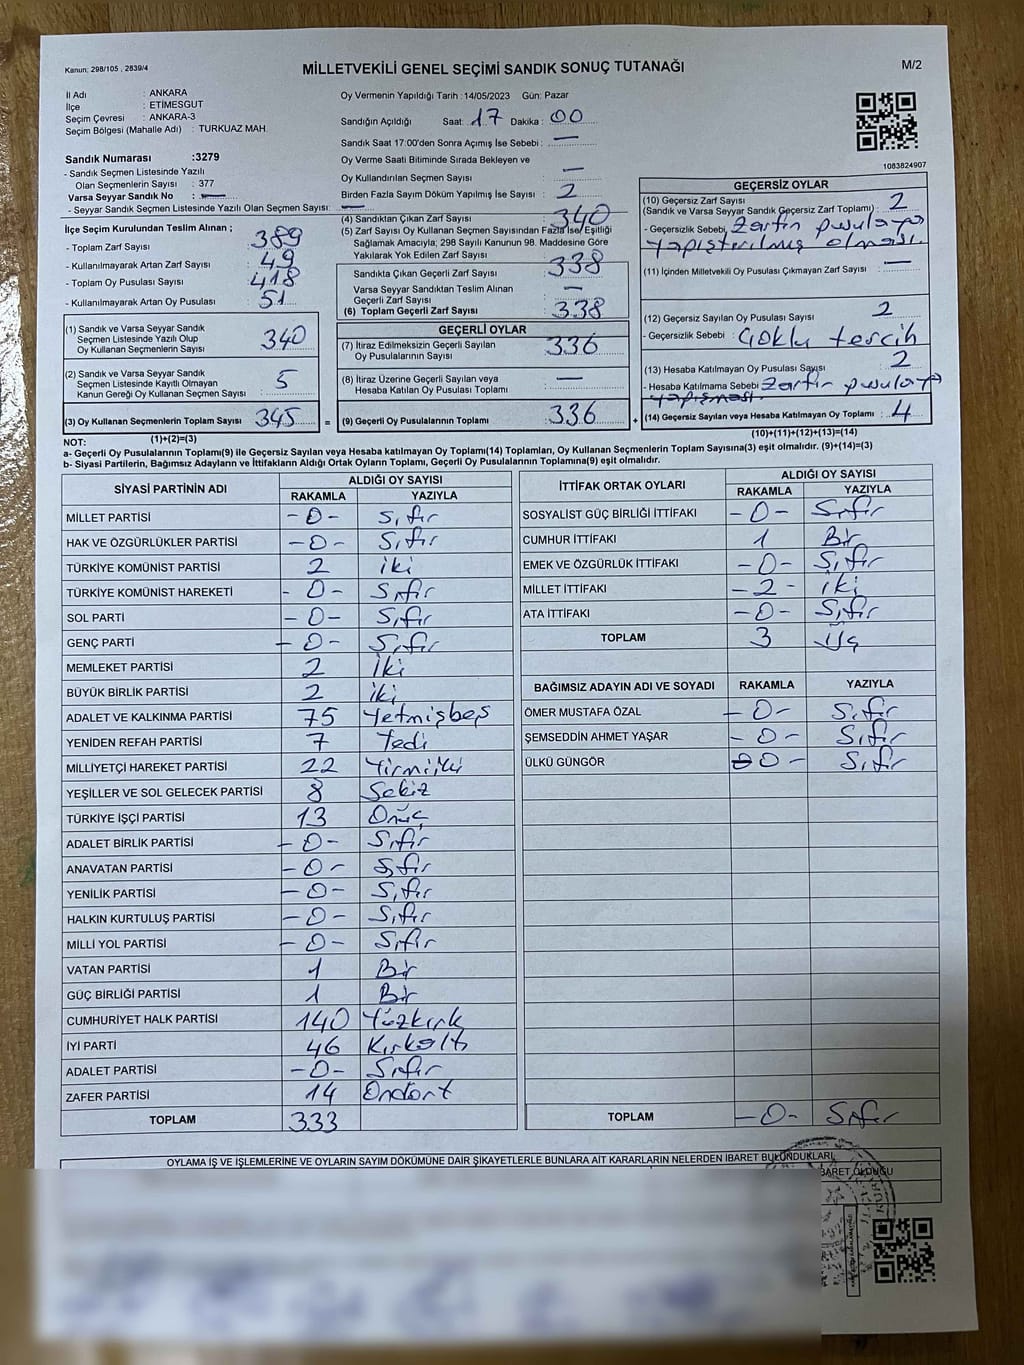 Kanun; 298/105 , 2839/4
MİLLETVEKİLİ GENEL SEÇİMİ SANDIK SONUÇ TUTANAĞI
M/2
İl Adı : ANKARA
İlçe : ETİMESGUT
Seçim Çevresi : ANKARA-3
Seçim Bölgesi (Mahalle Adı) : TURKUAZ MAH.
Sandık Numarası :3279
- Sandık Seçmen Listesinde Yazılı
Olan Seçmenlerin Sayısı : 377
Varsa Seyyar Sandık No : —
- Seyyar Sandık Seçmen Listesinde Yazılı Olan Seçmen Sayısı: —
Oy Vermenin Yapıldığı Tarih :14/05/2023 Gün: Pazar
Sandığın Açıldığı Saat: 17 Dakika : 00
Sandık Saat 17:00'den Sonra Açımış İse Sebebi : —
Oy Verme Saati Bitiminde Sırada Bekleyen ve
Oy Kullandırılan Seçmen Sayısı : —
Birden Fazla Sayım Döküm Yapılmış İse Sayısı : 2
1083824907
İlçe Seçim Kurulundan Teslim Alınan ;
- Toplam Zarf Sayısı : 389
- Kullanılmayarak Artan Zarf Sayısı : 49
- Toplam Oy Pusulası Sayısı : 418
- Kullanılmayarak Artan Oy Pusulası : 51
(1) Sandık ve Varsa Seyyar Sandık
Seçmen Listesinde Yazılı Olup
Oy Kullanan Seçmenlerin Sayısı : 340
(2) Sandık ve Varsa Seyyar Sandık
Seçmen Listesinde Kayıtlı Olmayan
Kanun Gereği Oy Kullanan Seçmen Sayısı : 5
(3) Oy Kullanan Seçmenlerin Toplam Sayısı : 345
(1)+(2)=(3)
(4) Sandıktan Çıkan Zarf Sayısı : 340
(5) Zarf Sayısı Oy Kullanan Seçmen Sayısından Fazla İse/ Eşitliği
Sağlamak Amacıyla; 298 Sayılı Kanunun 98. Maddesine Göre
Yakılarak Yok Edilen Zarf Sayısı :
Sandıkta Çıkan Geçerli Zarf Sayısı : 338
Varsa Seyyar Sandıktan Teslim Alınan
Geçerli Zarf Sayısı : —
(6) Toplam Geçerli Zarf Sayısı : 338
GEÇERLİ OYLAR
(7) İtiraz Edilmeksizin Geçerli Sayılan
Oy Pusulalarının Sayısı : 336
(8) İtiraz Üzerine Geçerli Sayılan veya
Hesaba Katılan Oy Pusulası Toplamı : —
= (9) Geçerli Oy Pusulalarının Toplamı : 336 +
GEÇERSİZ OYLAR
(10) Geçersiz Zarf Sayısı
(Sandık ve Varsa Seyyar Sandık Geçersiz Zarf Toplamı) : 2
- Geçersizlik Sebebi : Zarfın pusulaya
yapıştırılmış olması.
(11) İçinden Milletvekili Oy Pusulası Çıkmayan Zarf Sayısı : —
(12) Geçersiz Sayılan Oy Pusulası Sayısı : 2
- Geçersizlik Sebebi : Çoklu tercih
(13) Hesaba Katılmayan Oy Pusulası Sayısı : 2
- Hesaba Katılmama Sebebi : Zarfın pusulaya
yapışması.
(14) Geçersiz Sayılan veya Hesaba Katılmayan Oy Toplamı : 4
(10)+(11)+(12)+(13)=(14)
NOT:
a- Geçerli Oy Pusulalarının Toplamı(9) ile Geçersiz Sayılan veya Hesaba katılmayan Oy Toplamı(14) Toplamları, Oy Kullanan Seçmenlerin Toplam Sayısına(3) eşit olmalıdır. (9)+(14)=(3)
b- Siyasi Partilerin, Bağımsız Adayların ve İttifakların Aldığı Ortak Oyların Toplamı, Geçerli Oy Pusulalarının Toplamına(9) eşit olmalıdır.
SİYASİ PARTİNİN ADI
ALDIĞI OY SAYISI
RAKAMLA YAZIYLA
MİLLET PARTİSİ -0- Sıfır
HAK VE ÖZGÜRLÜKLER PARTİSİ -0- Sıfır
TÜRKİYE KOMÜNİST PARTİSİ 2 iki
TÜRKİYE KOMÜNİST HAREKETİ -0- Sıfır
SOL PARTİ -0- Sıfır
GENÇ PARTİ -0- Sıfır
MEMLEKET PARTİSİ 2 İki
BÜYÜK BİRLİK PARTİSİ 2 iki
ADALET VE KALKINMA PARTİSİ 75 Yetmişbeş
YENİDEN REFAH PARTİSİ 7 Yedi
MİLLİYETÇİ HAREKET PARTİSİ 22 Yirmiiki
YEŞİLLER VE SOL GELECEK PARTİSİ 8 Sekiz
TÜRKİYE İŞÇİ PARTİSİ 13 Onüç
ADALET BİRLİK PARTİSİ -0- Sıfır
ANAVATAN PARTİSİ -0- Sıfır
YENİLİK PARTİSİ -0- Sıfır
HALKIN KURTULUŞ PARTİSİ -0- Sıfır
MİLLİ YOL PARTİSİ -0- Sıfır
VATAN PARTİSİ 1 Bir
GÜÇ BİRLİĞİ PARTİSİ 1 Bir
CUMHURİYET HALK PARTİSİ 140 Yüzkırk
İYİ PARTİ 46 Kırkaltı
ADALET PARTİSİ -0- Sıfır
ZAFER PARTİSİ 14 Ondört
TOPLAM 333
İTTİFAK ORTAK OYLARI
ALDIĞI OY SAYISI
RAKAMLA YAZIYLA
SOSYALIST GÜÇ BİRLİĞİ İTTİFAKI -0- Sıfır
CUMHUR İTTİFAKI 1 Bir
EMEK VE ÖZGÜRLÜK İTTİFAKI -0- Sıfır
MİLLET İTTİFAKI -2- iki
ATA İTTİFAKI -0- Sıfır
TOPLAM 3 Üç
BAĞIMSIZ ADAYIN ADI VE SOYADI RAKAMLA YAZIYLA
ÖMER MUSTAFA ÖZAL -0- Sıfır
ŞEMSEDDİN AHMET YAŞAR -0- Sıfır
ÜLKÜ GÜNGÖR 0- Sıfır
TOPLAM -0- Sıfır
OYLAMA İŞ VE İŞLEMLERİNE VE OYLARIN SAYIM DÖKÜMÜNE DAİR ŞİKAYETLERLE BUNLARA AİT KARARLARIN NELERDEN İBARET BULUNDUKLARI,
BARET OLDUĞU